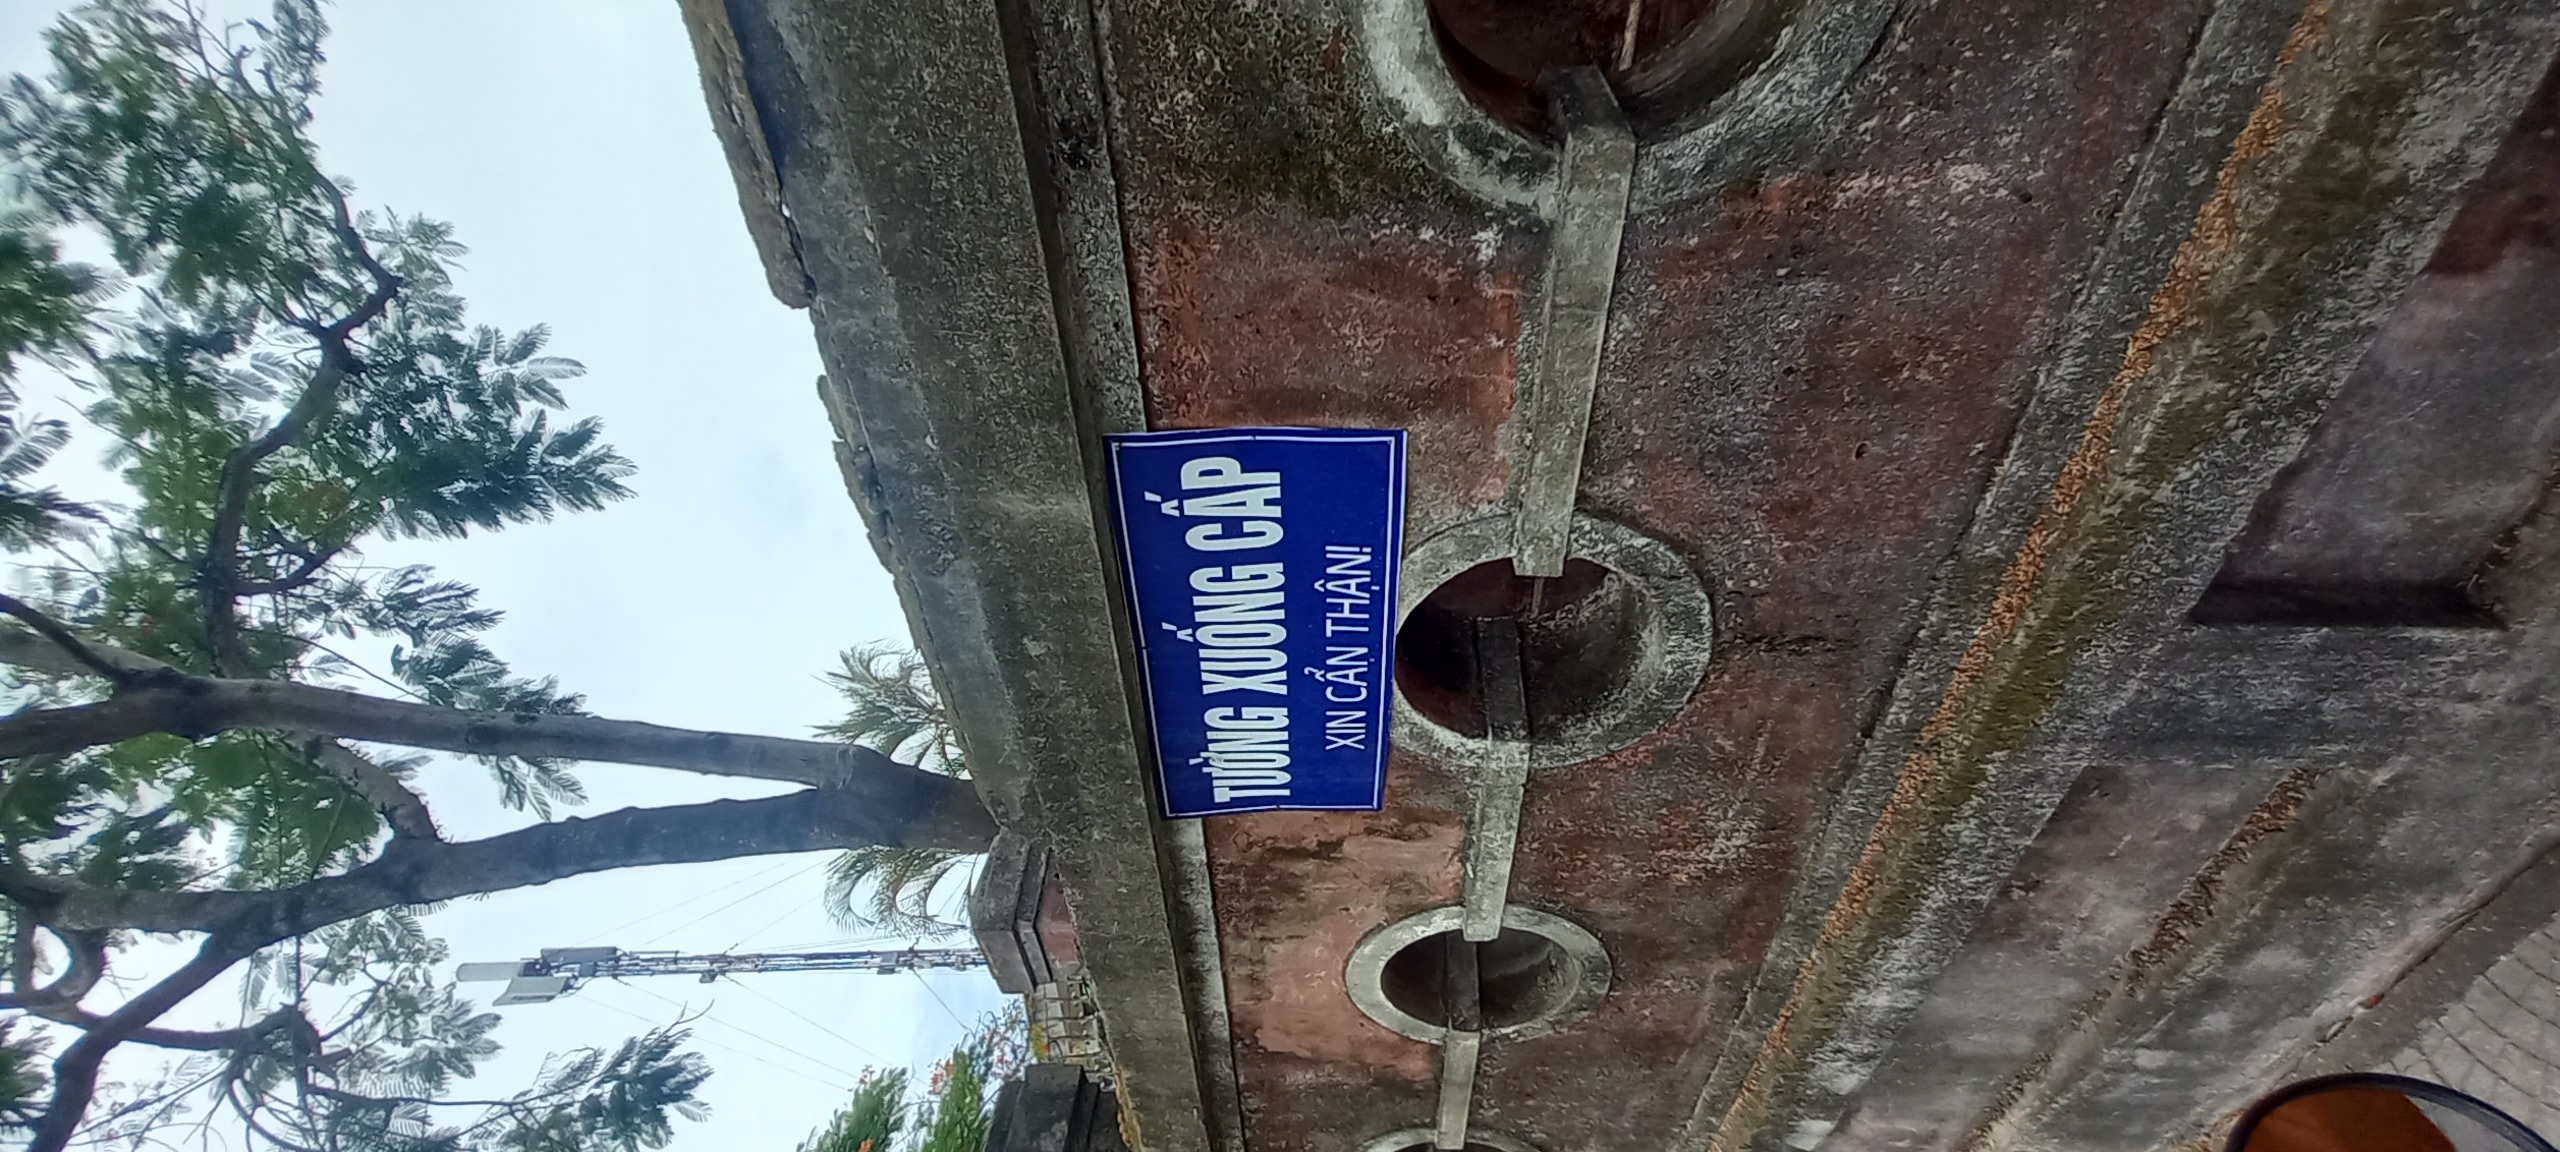 TƯỜNG XUỐNG CẤP
XIN CẨN THẬN!